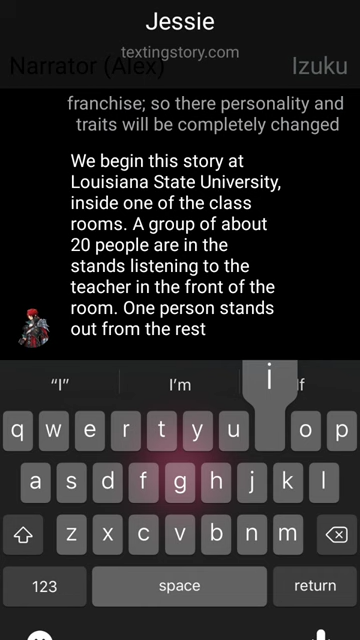 Jessie
textingstory.com
Narrator (Alex)
Izuku
franchise; so there personality and
traits will be completely changed
We begin this story at
Louisiana State University,
inside one of the class
rooms. A group of about
20 people are in the
stands listening to the
teacher in the front of the
room. One person stands
out from the rest
“I” I’m
i
q w e r t y u o p
a s d f g h j k l
z x c v b n m
123 space return